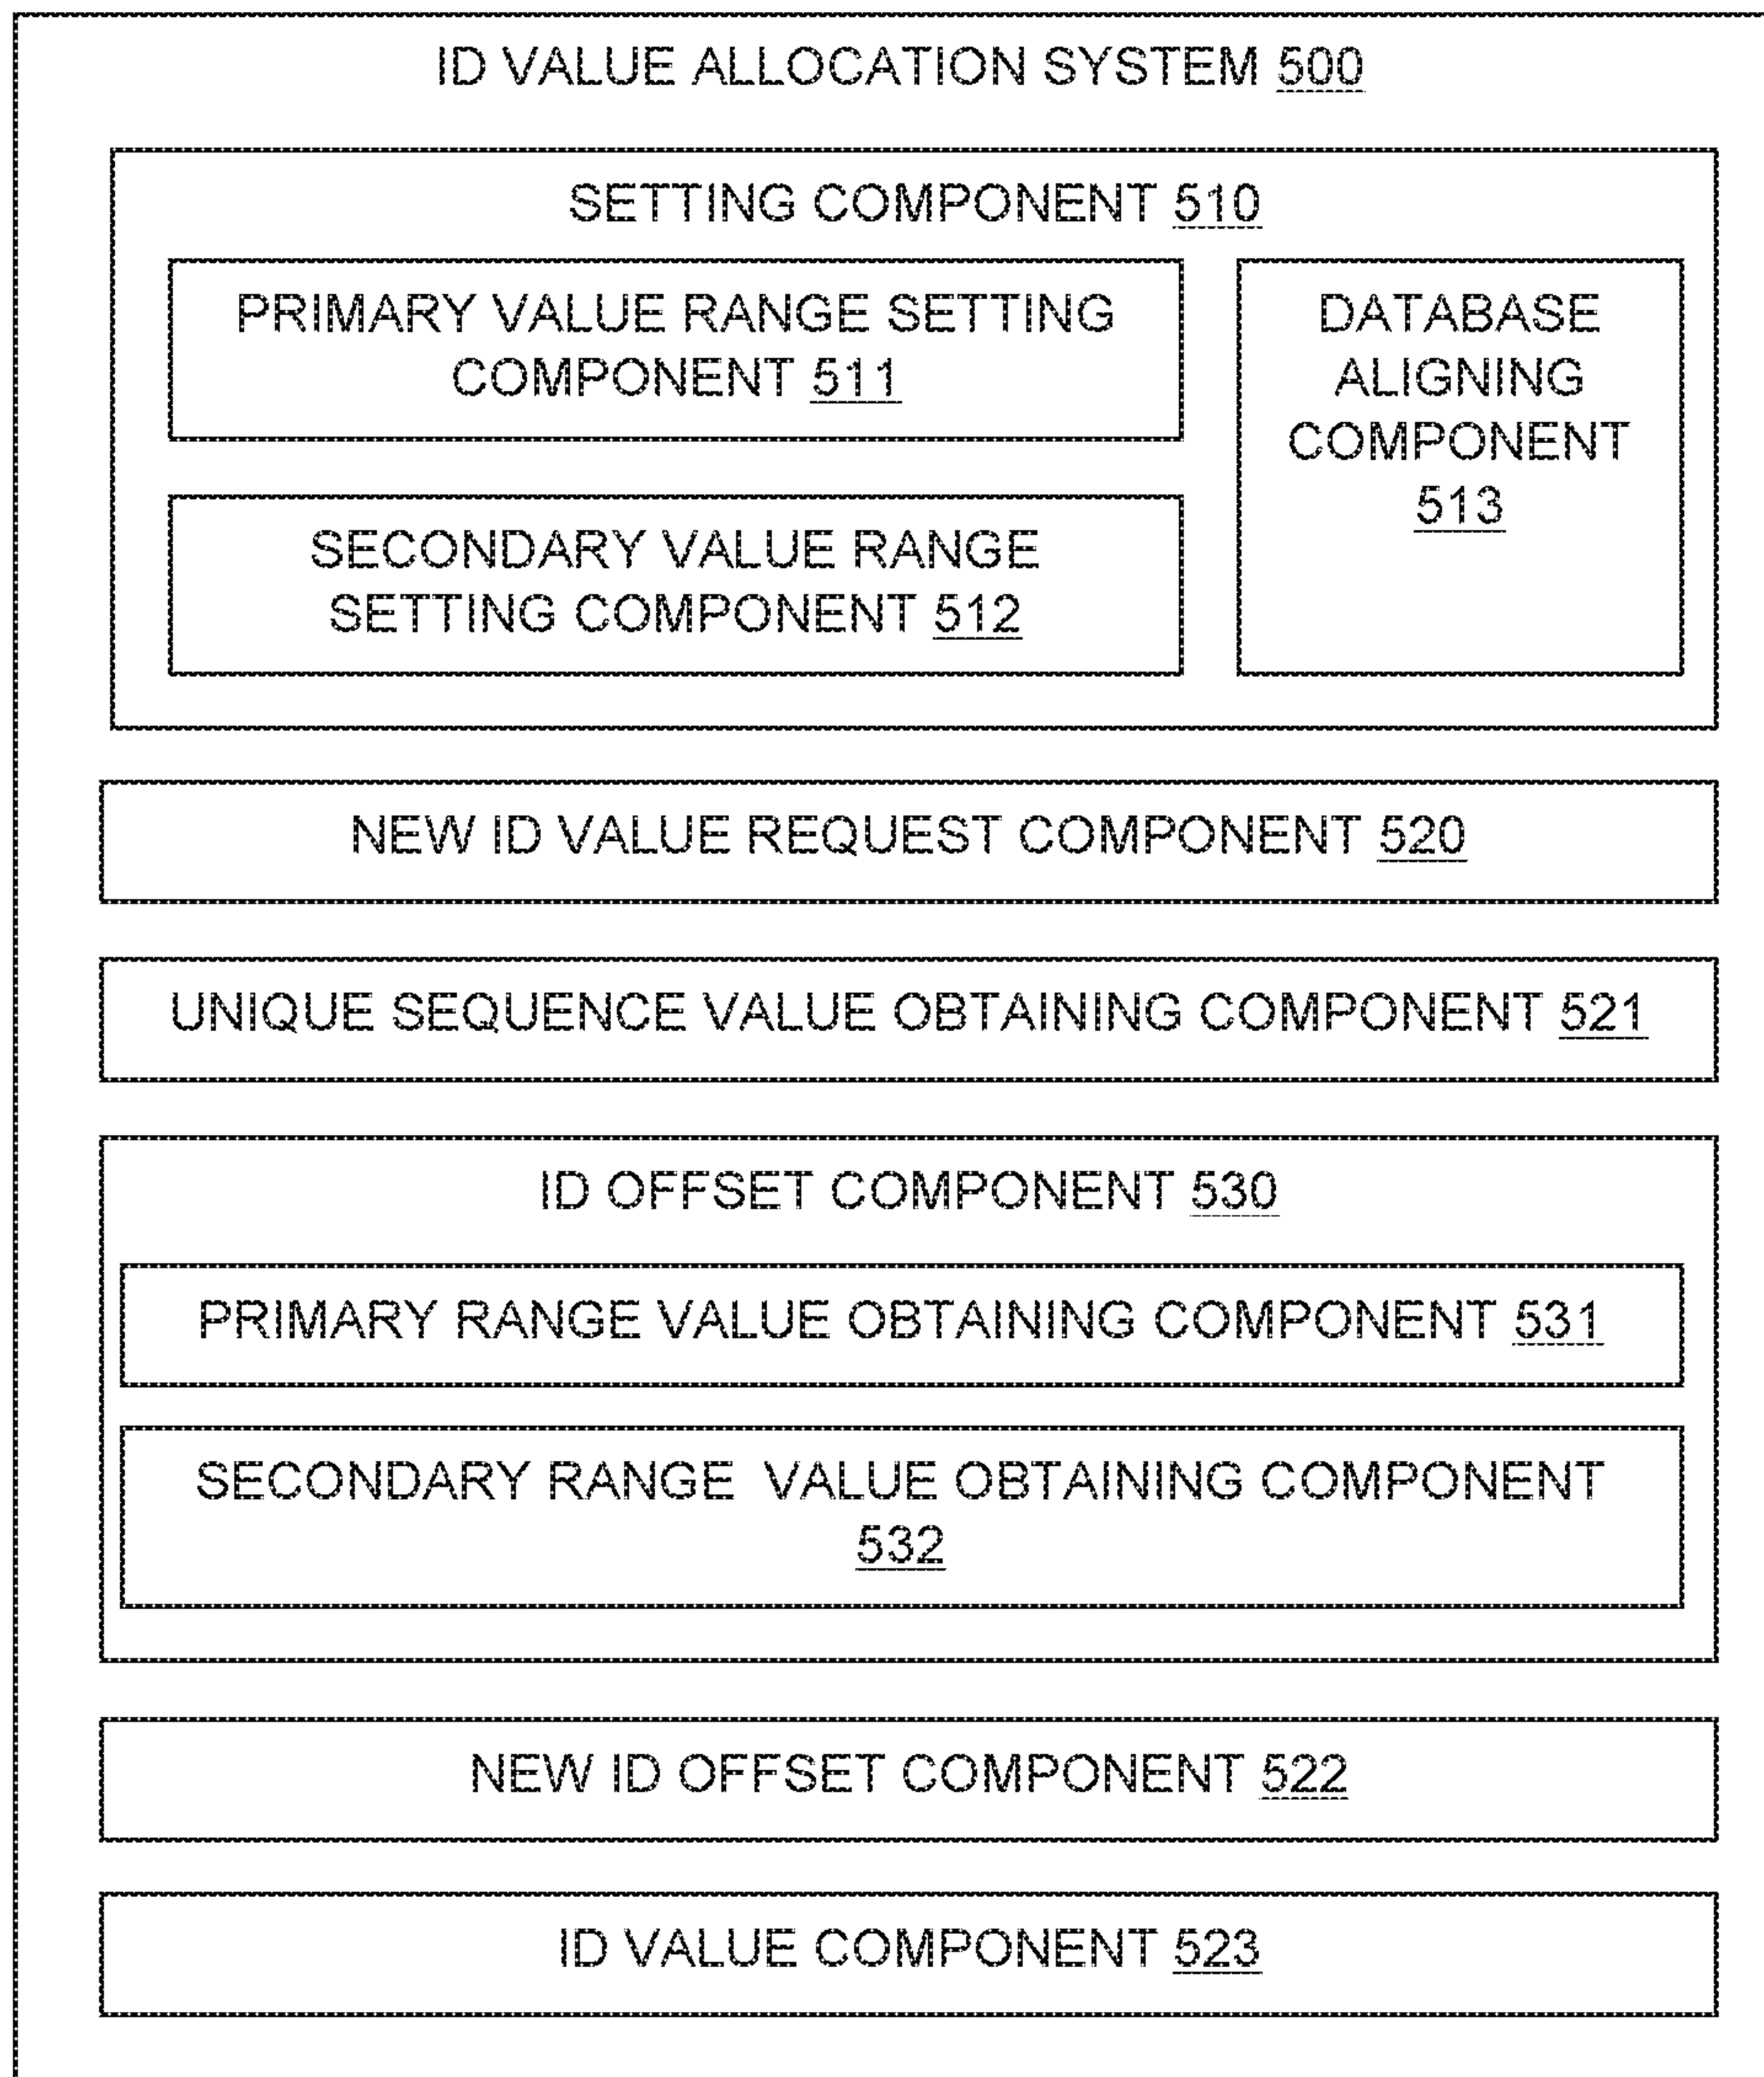 ID VALUE ALLOCATION SYSTEM 500
SETTING COMPONENT 510
PRIMARY VALUE RANGE SETTING
COMPONENT 511
SECONDARY VALUE RANGE
SETTING COMPONENT 512
DATABASE
ALIGNING
COMPONENT
513
NEW ID VALUE REQUEST COMPONENT 520
UNIQUE SEQUENCE VALUE OBTAINING COMPONENT 521
ID OFFSET COMPONENT 530
PRIMARY RANGE VALUE OBTAINING COMPONENT 531
SECONDARY RANGE VALUE OBTAINING COMPONENT
532
NEW ID OFFSET COMPONENT 522
ID VALUE COMPONENT 523